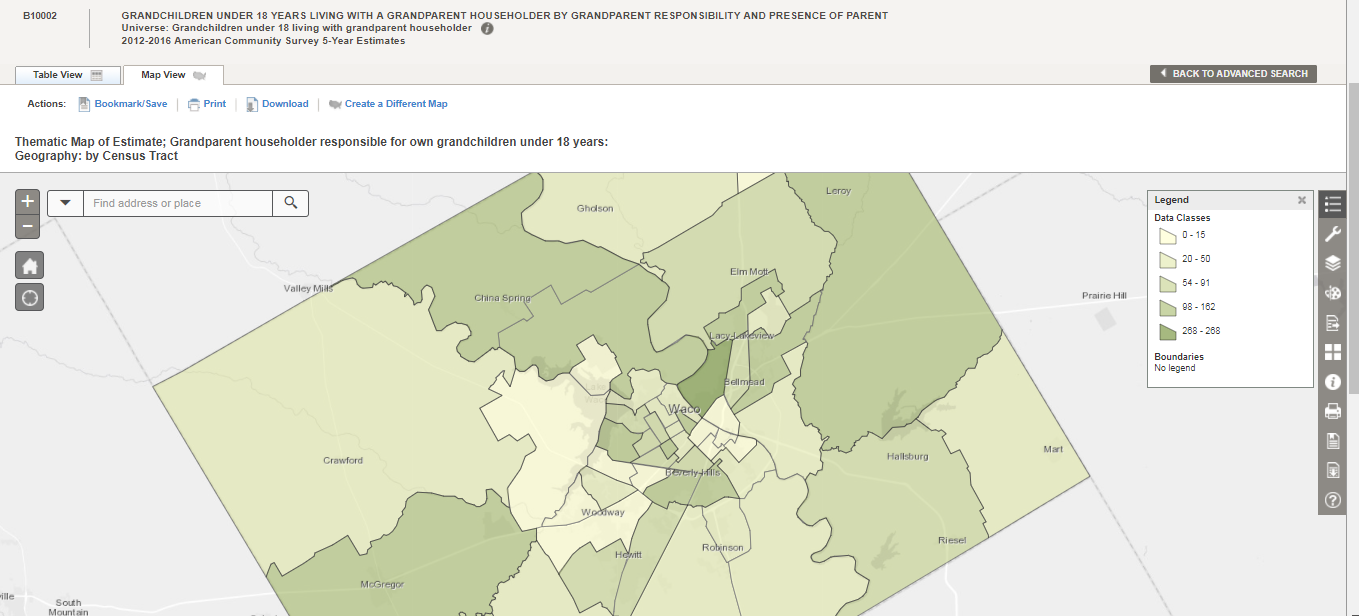 B10002
GRANDCHILDREN UNDER 18 YEARS LIVING WITH A GRANDPARENT HOUSEHOLDER BY GRANDPARENT RESPONSIBILITY AND PRESENCE OF PARENT
Universe: Grandchildren under 18 living with grandparent householder
2012-2016 American Community Survey 5-Year Estimates
Table View
Map View
BACK TO ADVANCED SEARCH
Actions: Bookmark/Save | Print | Download | Create a Different Map
Thematic Map of Estimate; Grandparent householder responsible for own grandchildren under 18 years:
Geography: by Census Tract
Find address or place
Legend
Data Classes
0 - 15
20 - 50
54 - 91
98 - 162
268 - 268
Boundaries
No legend
Leroy
Gholson
Elm Mott
Valley Mills
China Spring
Prairie Hill
Lacy-Lakeview
Bellmead
Waco
Crawford
Hallsburg
Mart
Beverly Hills
Woodway
Robinson
Riesel
Hewitt
McGregor
ville
South
Mountain